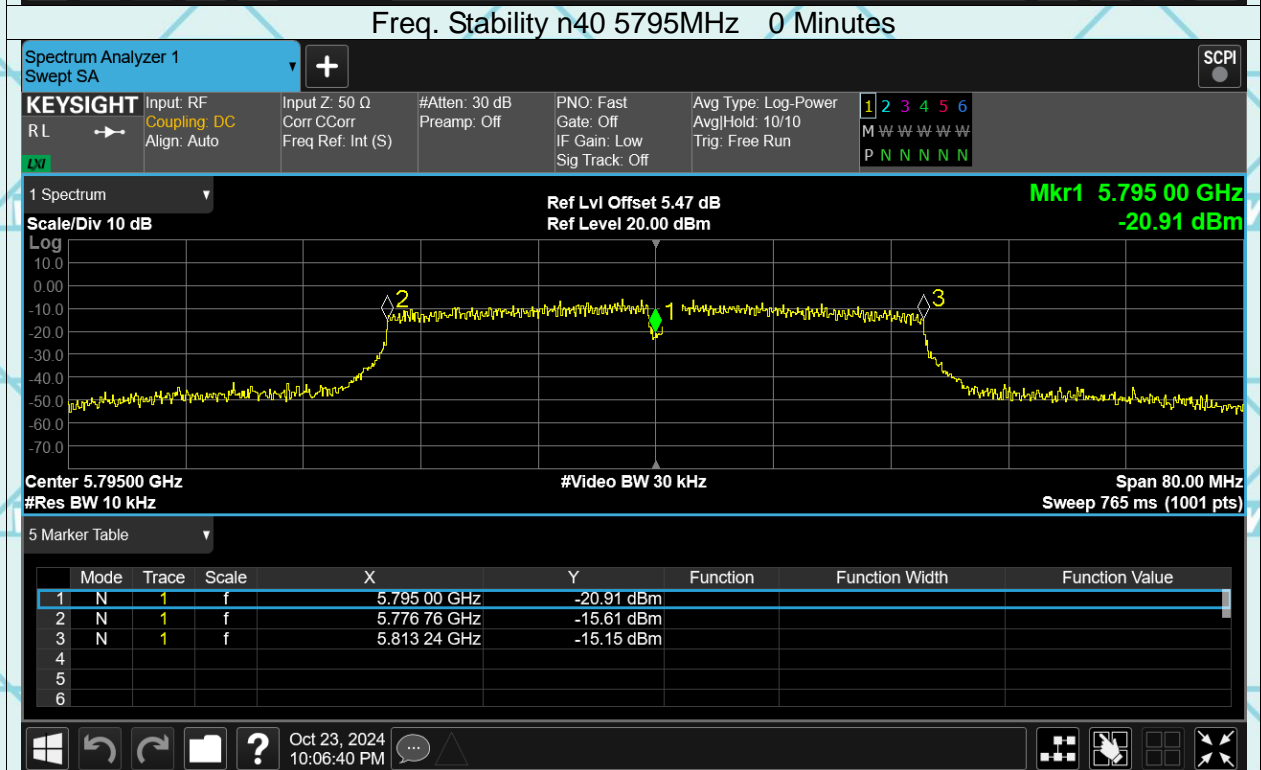 Freq. Stability n40 5795MHz 0 Minutes
Spectrum Analyzer 1
Swept SA
+
SCPI
KEYSIGHT Input: RF Input Z: 50 Ω #Atten: 30 dB PNO: Fast Avg Type: Log-Power 1 2 3 4 5 6
R L Coupling: DC Corr CCorr Preamp: Off Gate: Off Avg|Hold: 10/10 M W W W W W
Align: Auto Freq Ref: Int (S) IF Gain: Low Trig: Free Run P N N N N N
LXI Sig Track: Off
1 Spectrum Ref Lvl Offset 5.47 dB Mkr1 5.795 00 GHz
Scale/Div 10 dB Ref Level 20.00 dBm -20.91 dBm
Log
10.0
0.00
-10.0
-20.0
-30.0
-40.0
-50.0
-60.0
-70.0
2
1
3
Center 5.79500 GHz #Video BW 30 kHz Span 80.00 MHz
#Res BW 10 kHz Sweep 765 ms (1001 pts)
5 Marker Table
Mode Trace Scale X Y Function Function Width Function Value
1 N 1 f 5.795 00 GHz -20.91 dBm
2 N 1 f 5.776 76 GHz -15.61 dBm
3 N 1 f 5.813 24 GHz -15.15 dBm
4
5
6
? Oct 23, 2024
10:06:40 PM